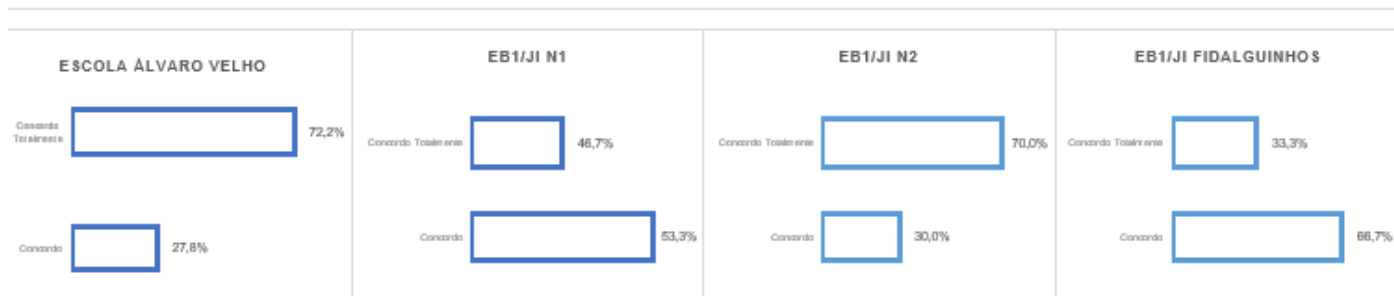 ESCOLA ÁLVARO VELHO
Concordo
Totalmente
72,2%
Concordo
27,8%
EB1/JI N1
Concordo Totalmente
46,7%
Concordo
53,3%
EB1/JI N2
Concordo Totalmente
70,0%
Concordo
30,0%
EB1/JI FIDALGUINHOS
Concordo Totalmente
33,3%
Concordo
66,7%